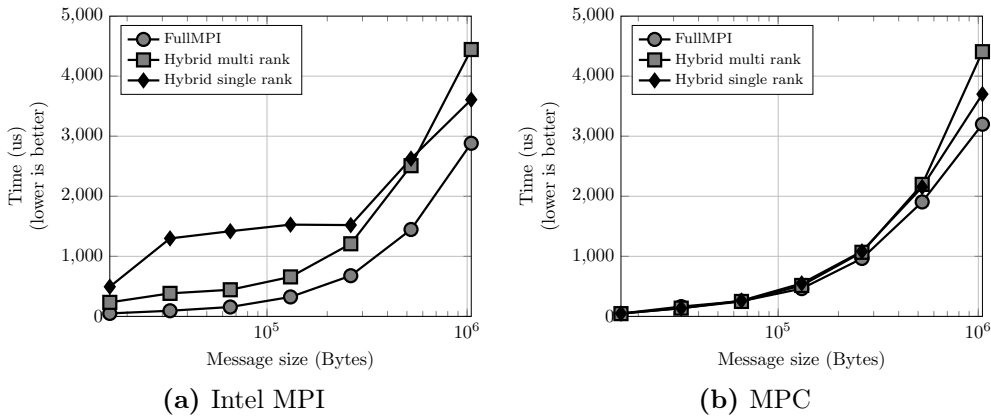 5,000
4,000
3,000
2,000
1,000
0
Time (us)
(lower is better)
FullMPI
Hybrid multi rank
Hybrid single rank
10^5
10^6
Message size (Bytes)
(a) Intel MPI
5,000
4,000
3,000
2,000
1,000
0
Time (us)
(lower is better)
FullMPI
Hybrid multi rank
Hybrid single rank
10^5
10^6
Message size (Bytes)
(b) MPC